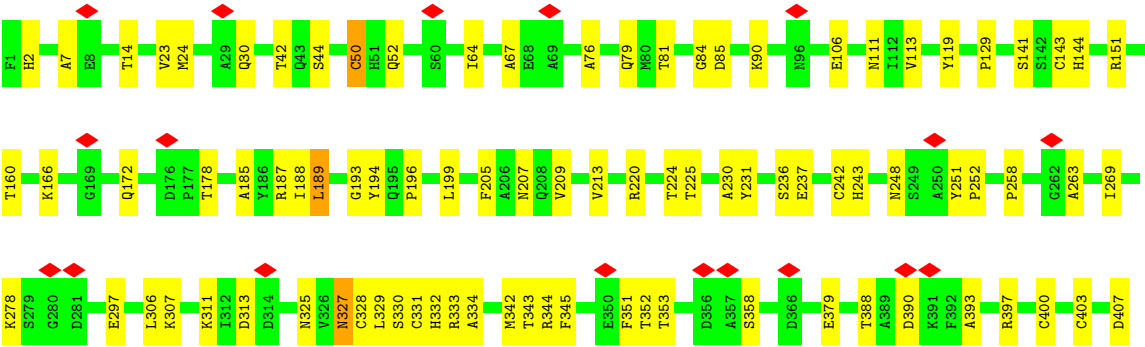 F1 H2 A7 E8 T14 V23 M24 A29 Q30 T42 Q43 S44 C50 H51 Q52 S60 I64 A67 E68 A69 A76 Q79 M80 T81 G84 D85 K90 N96 E106 N111 I112 V113 Y119 P129 S141 S142 C143 H144 R151
T160 K166 G169 Q172 D176 P177 T178 A185 Y186 R187 I188 L189 G193 Y194 Q195 P196 L199 F205 A206 N207 Q208 V209 V213 R220 T224 T225 A230 Y231 S236 E237 C242 H243 N248 S249 A250 Y251 P252 P258 G262 A263 I269
K278 S279 G280 D281 E297 L306 K307 K311 I312 D313 D314 N325 V326 N327 C328 L329 S330 C331 H332 R333 A334 M342 T343 R344 F345 E350 F351 T352 T353 D356 A357 S358 D366 E379 T388 A389 D390 K391 F392 A393 R397 C400 C403 D407